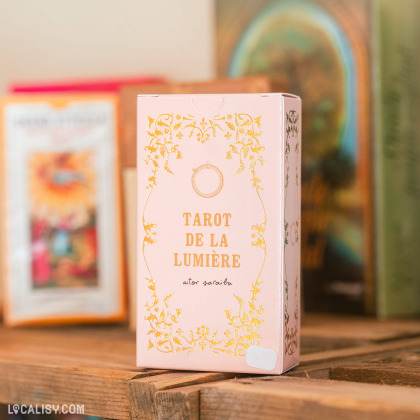 TAROT
DE LA
LUMIÈRE
aitor saraiba
LOCALISY.COM